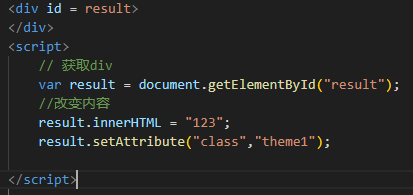 <div id = result>
</div>
<script>
// 获取div
var result = document.getElementById("result");
//改变内容
result.innerHTML = "123";
result.setAttribute("class","theme1");
</script>